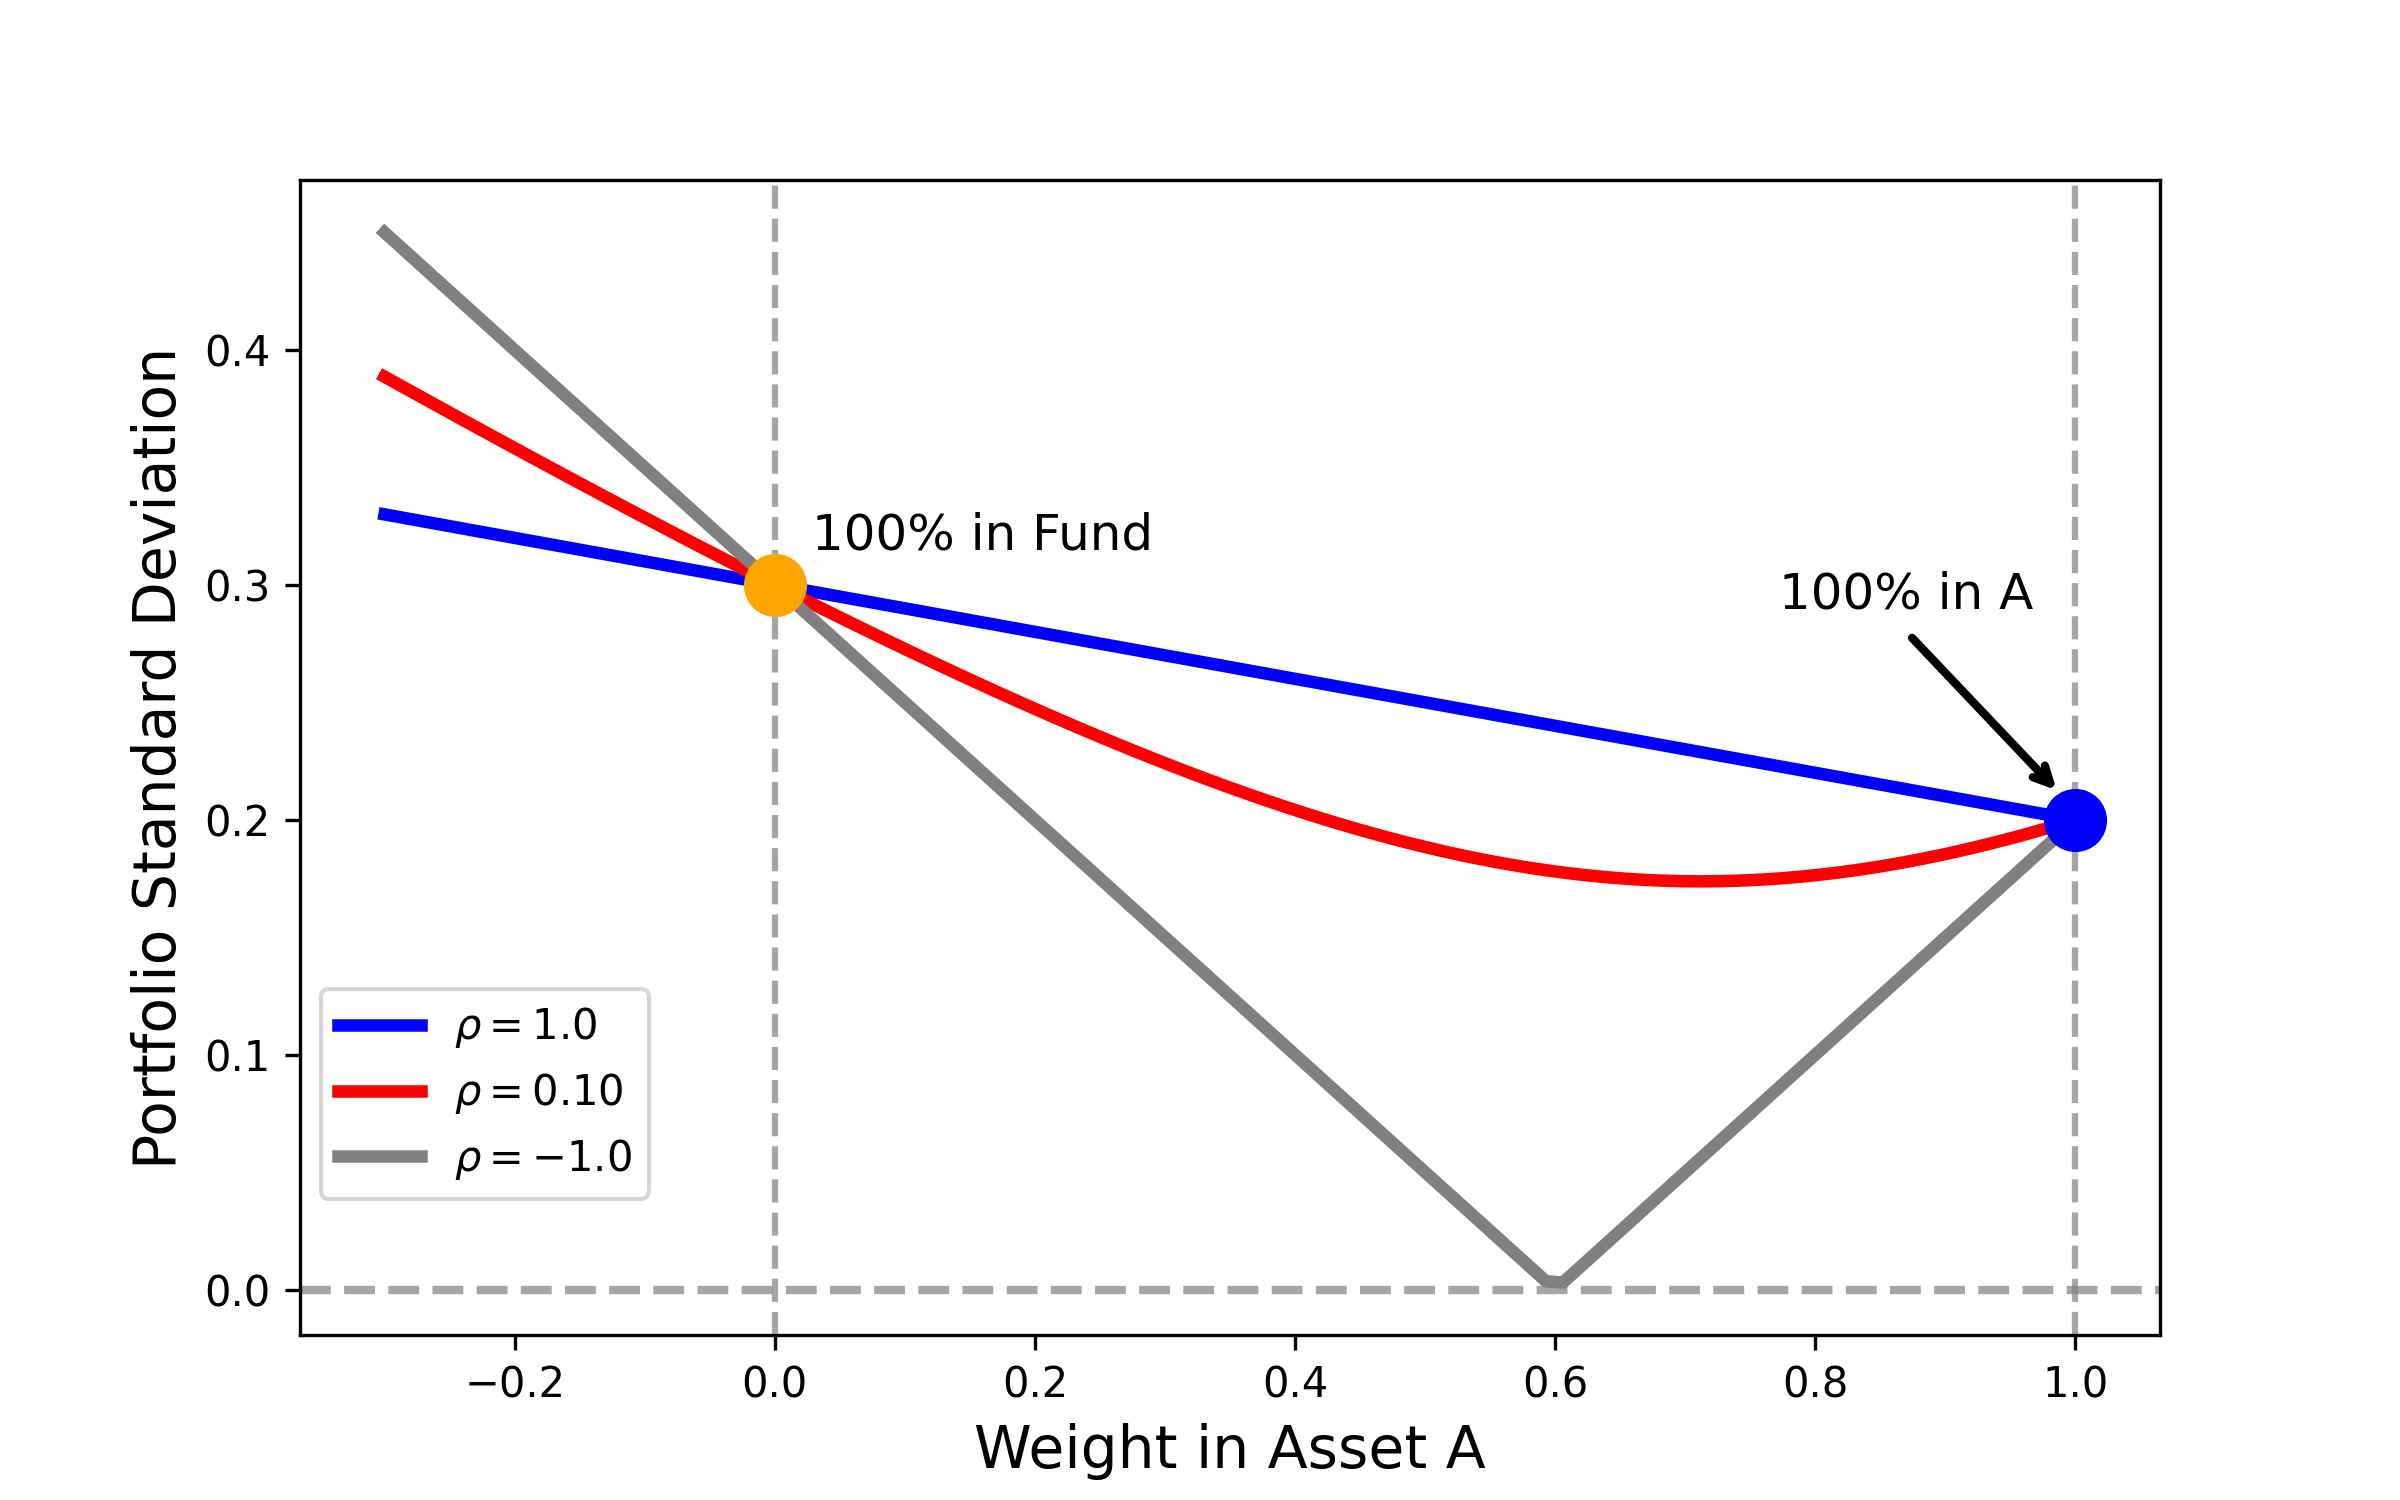 Portfolio Standard Deviation
0.4
0.3
0.2
0.1
0.0
100% in Fund
100% in A
ρ = 1.0
ρ = 0.10
ρ = −1.0
−0.2 0.0 0.2 0.4 0.6 0.8 1.0
Weight in Asset A